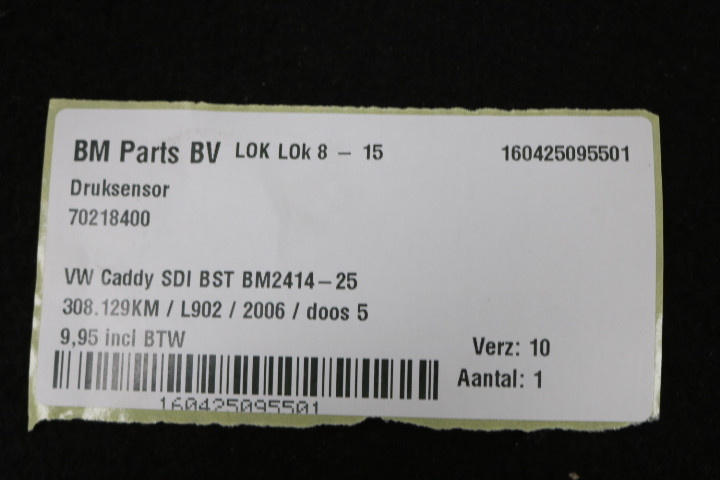 BM Parts BV LOK LOk 8 – 15 160425095501
Druksensor
70218400
VW Caddy SDI BST BM2414–25
308.129KM / L902 / 2006 / doos 5
9,95 incl BTW
Verz: 10
Aantal: 1
160425095501